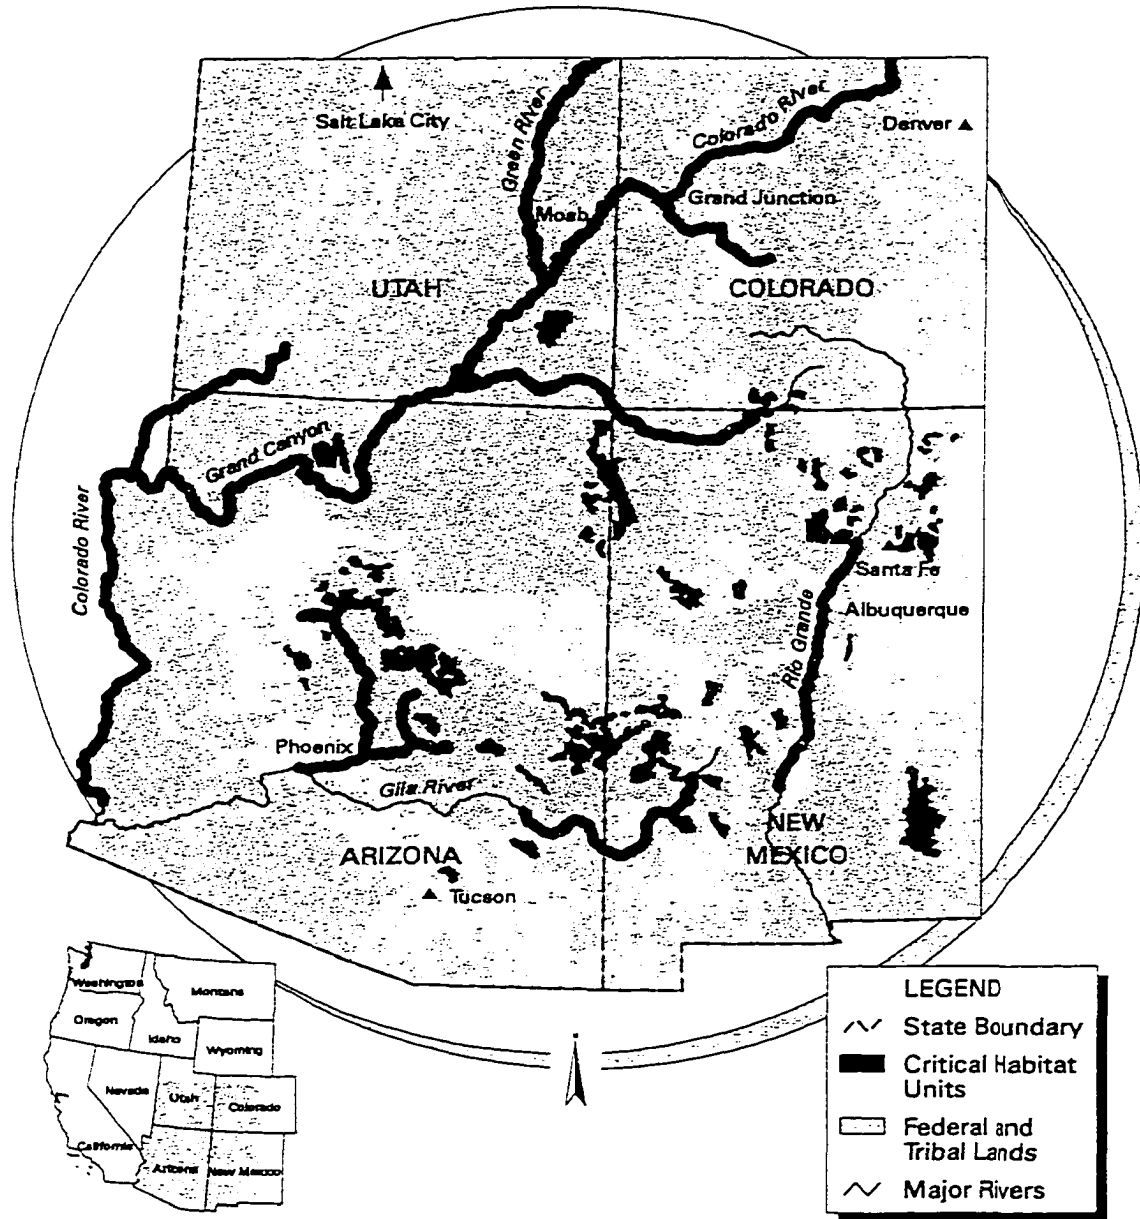 Salt Lake City
Green River
Colorado River
Denver
Moab
Grand Junction
UTAH
COLORADO
Grand Canyon
Colorado River
Santa Fe
Albuquerque
Rio Grande
Phoenix
Gila River
NEW
MEXICO
ARIZONA
Tucson
Washington
Montana
Oregon
Idaho
Wyoming
Nevada
Utah
Colorado
California
Arizona
New Mexico
LEGEND
State Boundary
Critical Habitat
Units
Federal and
Tribal Lands
Major Rivers